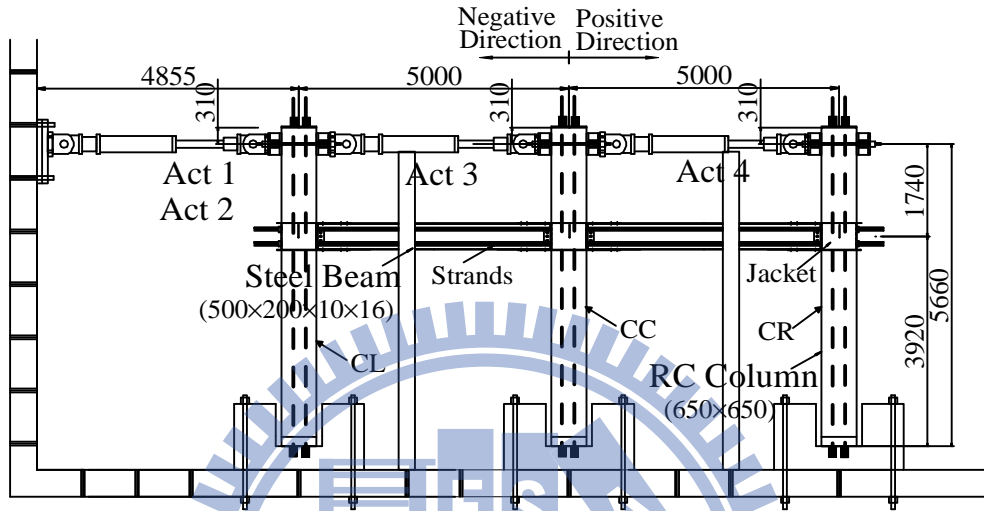 Negative Direction
Positive Direction
4855
5000
5000
310
310
310
Act 1
Act 2
Act 3
Act 4
1740
Steel Beam
(500×200×10×16)
Strands
Jacket
5660
3920
CL
CC
CR
RC Column
(650×650)